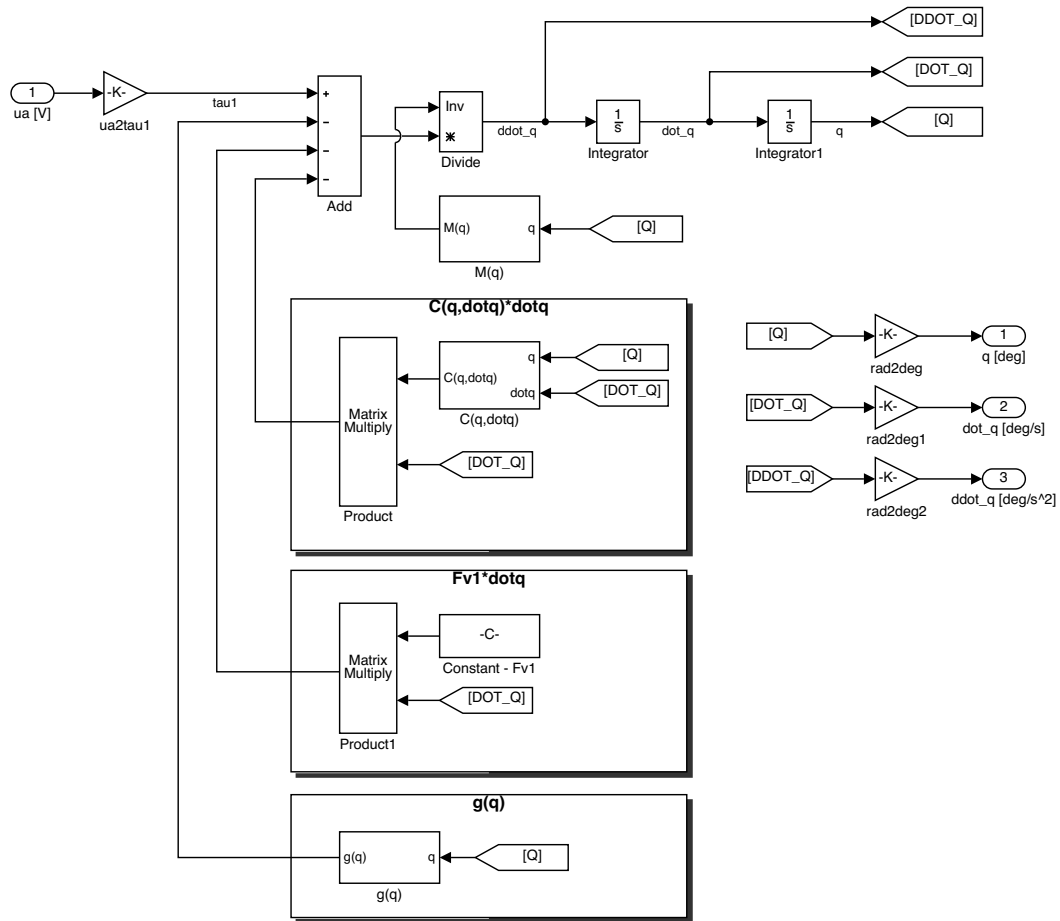 [DDOT_Q]
[DOT_Q]
1
ua [V]
-K-
ua2tau1
tau1
+
−
−
−
Add
Inv
*
Divide
ddot_q
1
s
Integrator
dot_q
1
s
Integrator1
q
[Q]
M(q)
q
[Q]
M(q)
C(q,dotq)*dotq
Matrix
Multiply
Product
C(q,dotq)
q
dotq
C(q,dotq)
[Q]
[DOT_Q]
[DOT_Q]
[Q]
-K-
rad2deg
1
q [deg]
[DOT_Q]
-K-
rad2deg1
2
dot_q [deg/s]
[DDOT_Q]
-K-
rad2deg2
3
ddot_q [deg/s^2]
Fv1*dotq
Matrix
Multiply
Product1
-C-
Constant - Fv1
[DOT_Q]
g(q)
g(q)
q
[Q]
g(q)